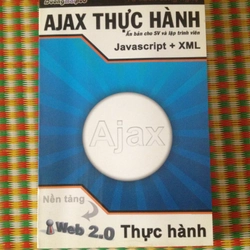 AJAX THỰC HÀNH
Ấn bản cho SV và lập trình viên
Javascript + XML
Ajax
Nền tảng
Web 2.0 Thực hành